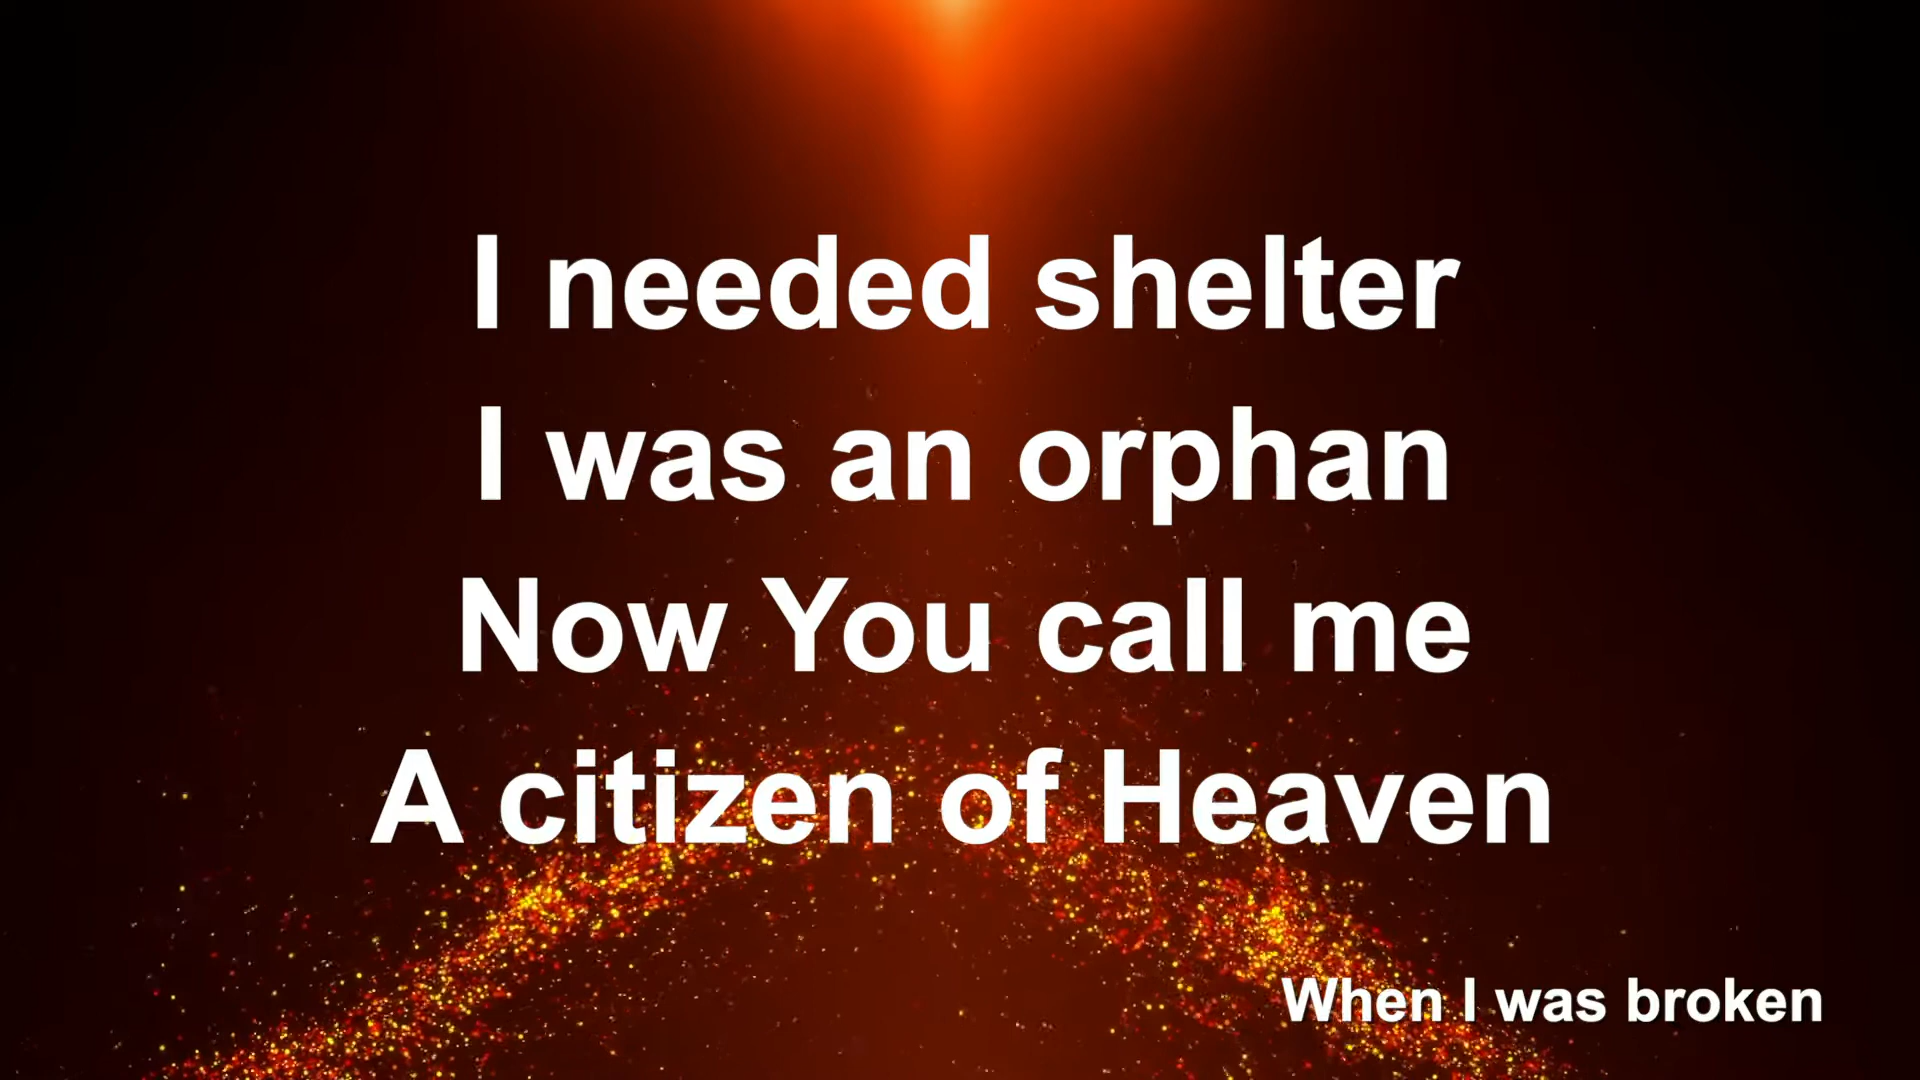 I needed shelter
I was an orphan
Now You call me
A citizen of Heaven
When I was broken